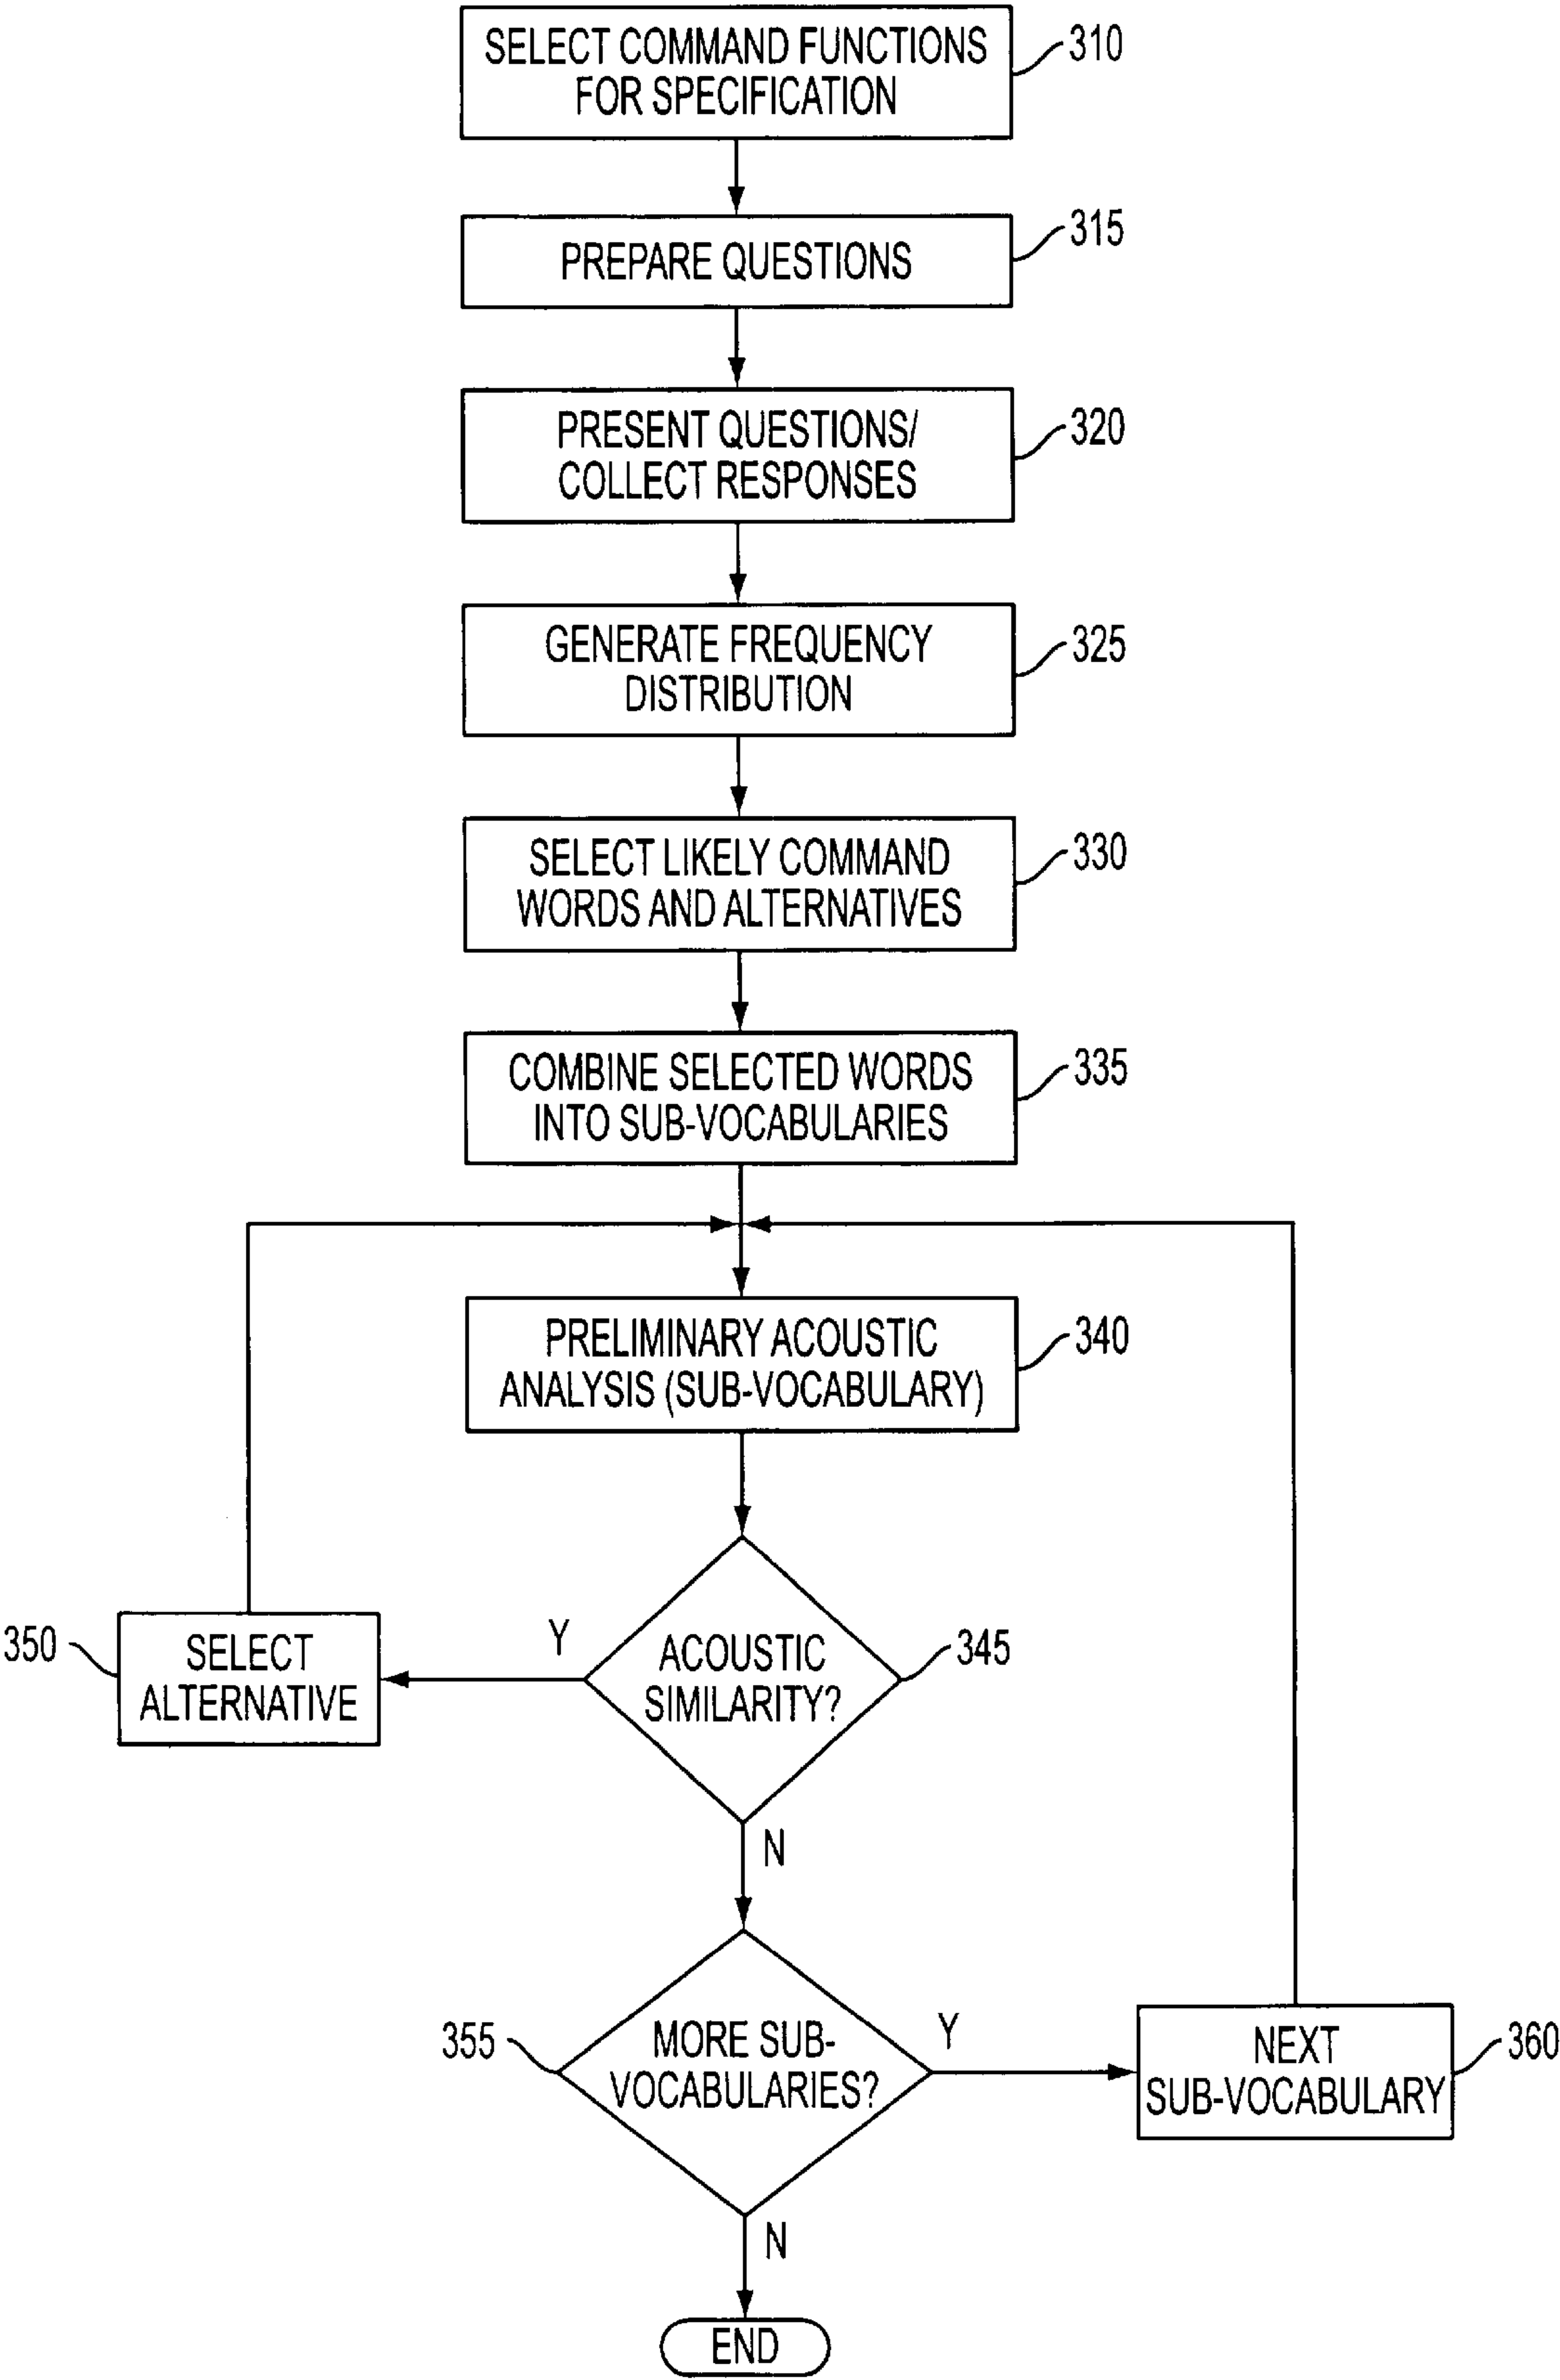 SELECT COMMAND FUNCTIONS
FOR SPECIFICATION
310
PREPARE QUESTIONS
315
PRESENT QUESTIONS/
COLLECT RESPONSES
320
GENERATE FREQUENCY
DISTRIBUTION
325
SELECT LIKELY COMMAND
WORDS AND ALTERNATIVES
330
COMBINE SELECTED WORDS
INTO SUB-VOCABULARIES
335
PRELIMINARY ACOUSTIC
ANALYSIS (SUB-VOCABULARY)
340
ACOUSTIC
SIMILARITY?
345
Y
350
SELECT
ALTERNATIVE
N
355
MORE SUB-
VOCABULARIES?
Y
NEXT
SUB-VOCABULARY
360
N
END